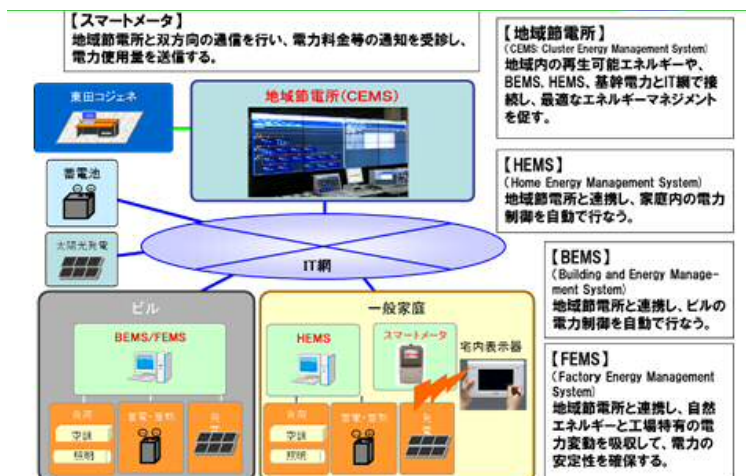 【スマートメータ】
地域節電所と双方向の通信を行い、電力料金等の通知を受診し、
電力使用量を送信する。
東田コジェネ
地域節電所(CEMS)
蓄電池
太陽光発電
IT網
ビル
BEMS/FEMS
負荷
空調
照明
蓄電・蓄熱
一般家庭
HEMS
スマートメータ
宅内表示器
負荷
空調
照明
蓄電・蓄熱
【地域節電所】
(CEMS: Cluster Energy Management System)
地域内の再生可能エネルギーや、
BEMS、HEMS、基幹電力とIT網で接
続し、最適なエネルギーマネジメント
を促す。
【HEMS】
(Home Energy Management System)
地域節電所と連携し、家庭内の電力
制御を自動で行なう。
【BEMS】
(Building and Energy Manage-
ment System)
地域節電所と連携し、ビルの
電力制御を自動で行なう。
【FEMS】
(Factory Energy Management
System)
地域節電所と連携し、自然
エネルギーと工場特有の電
力変動を吸収して、電力の
安定性を確保する。